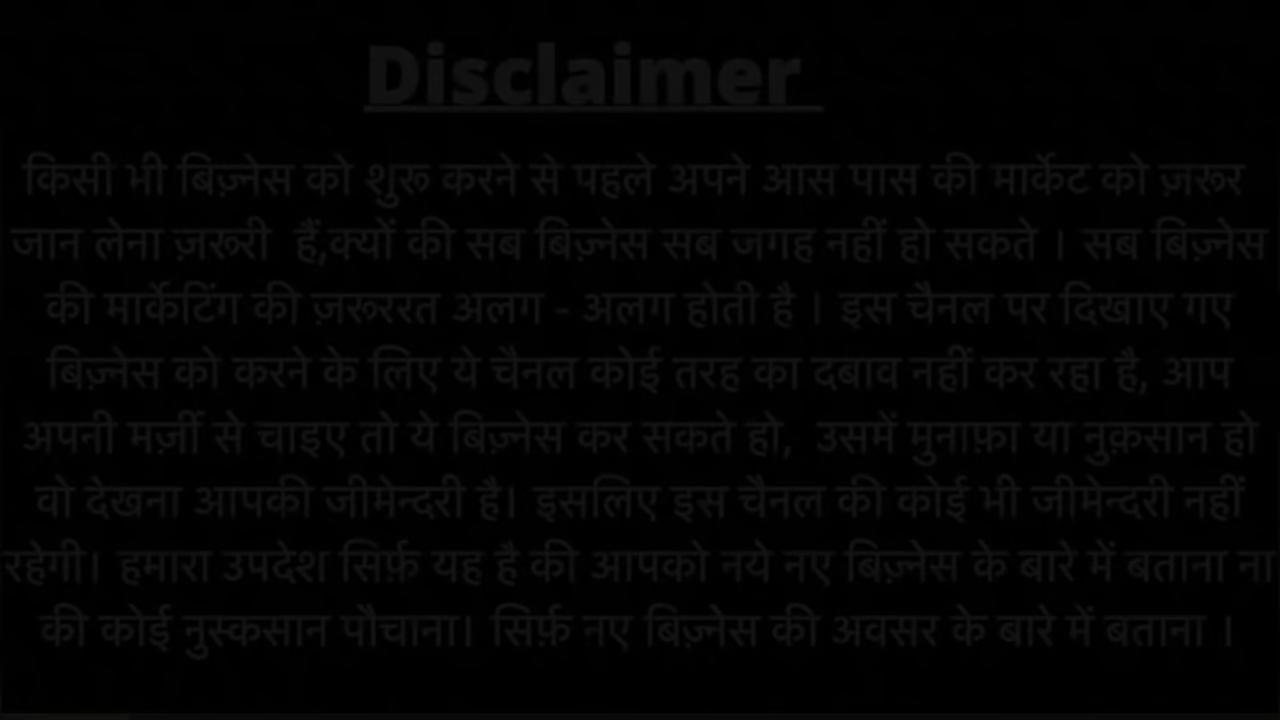 Disclaimer
किसी भी बिज़्नेस को शुरू करने से पहले अपने आस पास की मार्केट को ज़रूर
जान लेना ज़रूरी हैं,क्यों की सब बिज़्नेस सब जगह नहीं हो सकते । सब बिज़्नेस
की मार्केटिंग की ज़रूररत अलग - अलग होती है । इस चैनल पर दिखाए गए
बिज़्नेस को करने के लिए ये चैनल कोई तरह का दबाव नहीं कर रहा है, आप
अपनी मर्ज़ी से चाइए तो ये बिज़्नेस कर सकते हो, उसमें मुनाफ़ा या नुक़सान हो
वो देखना आपकी जीमेन्दरी है। इसलिए इस चैनल की कोई भी जीमेन्दरी नहीं
रहेगी। हमारा उपदेश सिर्फ़ यह है की आपको नये नए बिज़्नेस के बारे में बताना ना
की कोई नुस्कसान पौचाना। सिर्फ़ नए बिज़्नेस की अवसर के बारे में बताना ।